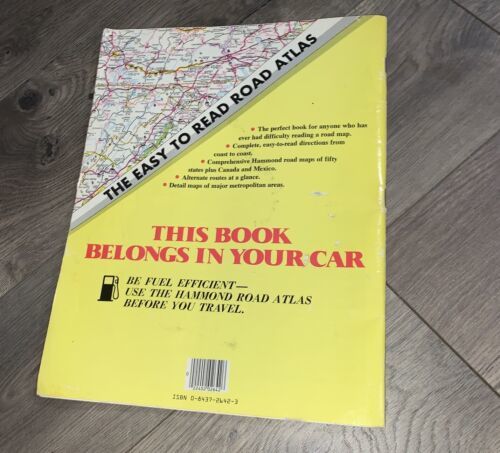 THE EASY TO READ ROAD ATLAS
• The perfect book for anyone who has
ever had difficulty reading a road map.
• Complete, easy-to-read directions from
coast to coast.
• Comprehensive Hammond road maps of fifty
states plus Canada and Mexico.
• Alternate routes at a glance.
• Detail maps of major metropolitan areas.
THIS BOOK
BELONGS IN YOUR CAR
BE FUEL EFFICIENT—
USE THE HAMMOND ROAD ATLAS
BEFORE YOU TRAVEL.
ISBN 0-8437-2642-3